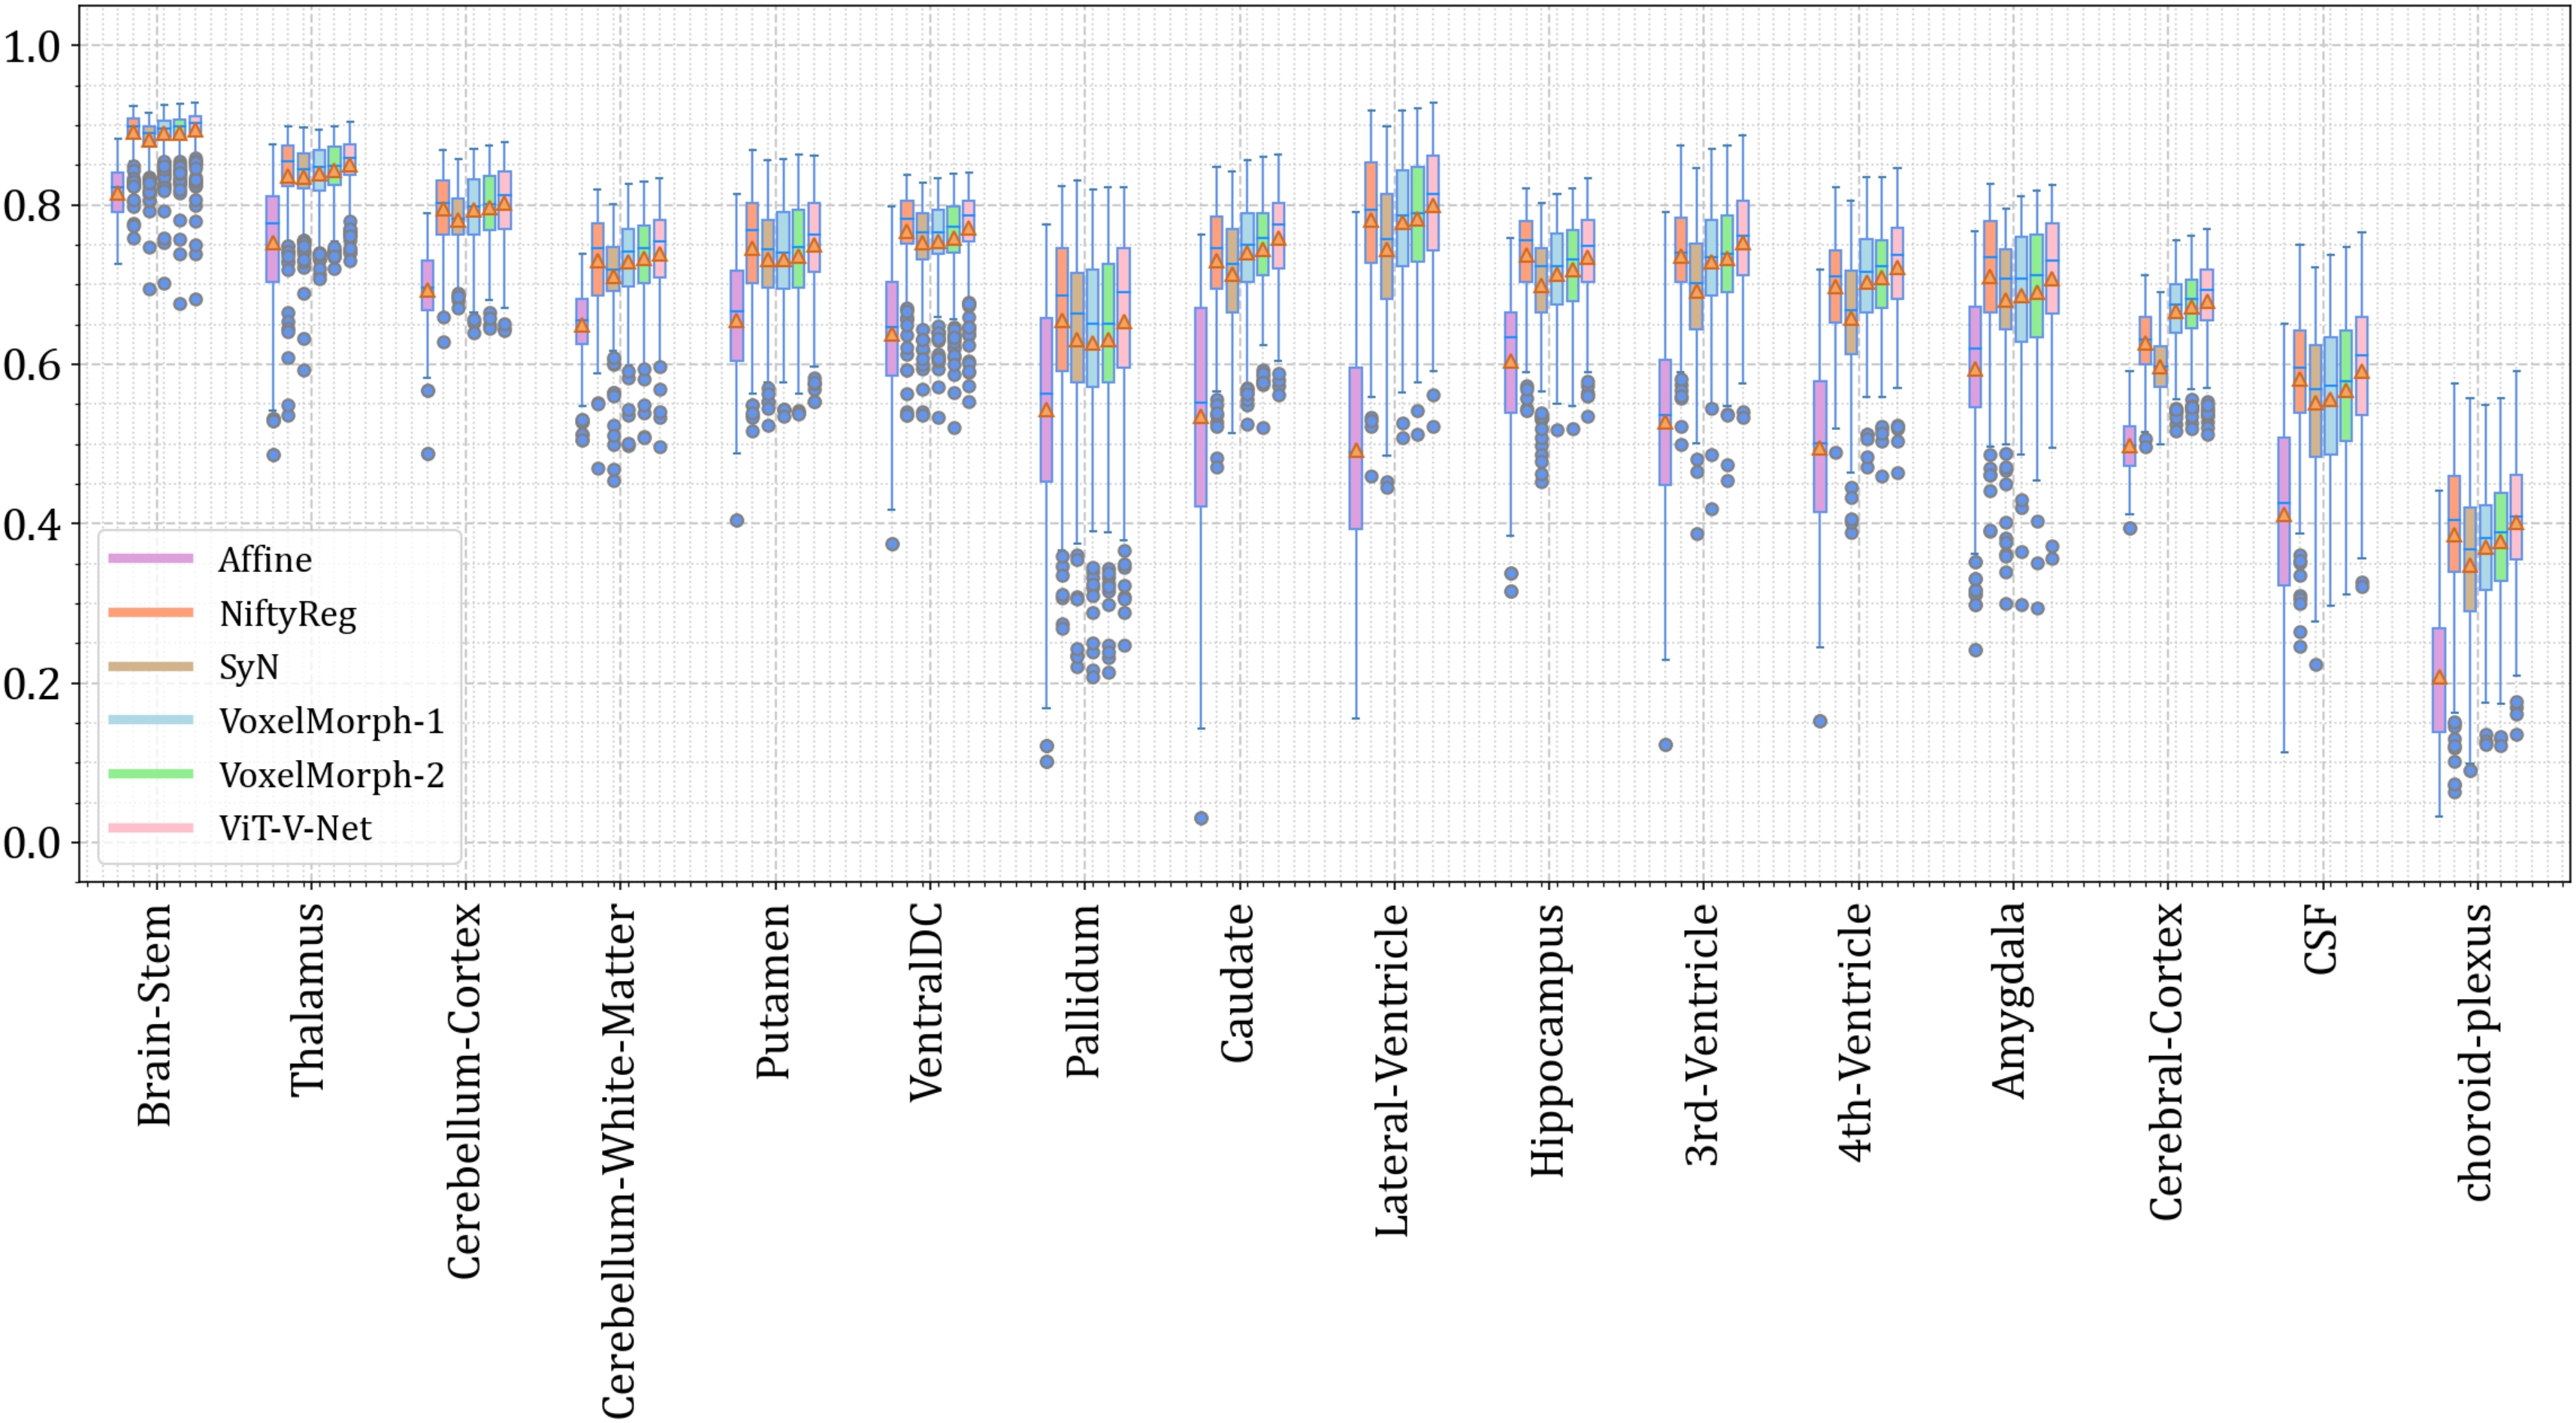 1.0
0.8
0.6
0.4
0.2
0.0
Affine
NiftyReg
SyN
VoxelMorph-1
VoxelMorph-2
ViT-V-Net
Brain-Stem
Thalamus
Cerebellum-Cortex
Cerebellum-White-Matter
Putamen
VentralDC
Pallidum
Caudate
Lateral-Ventricle
Hippocampus
3rd-Ventricle
4th-Ventricle
Amygdala
Cerebral-Cortex
CSF
choroid-plexus